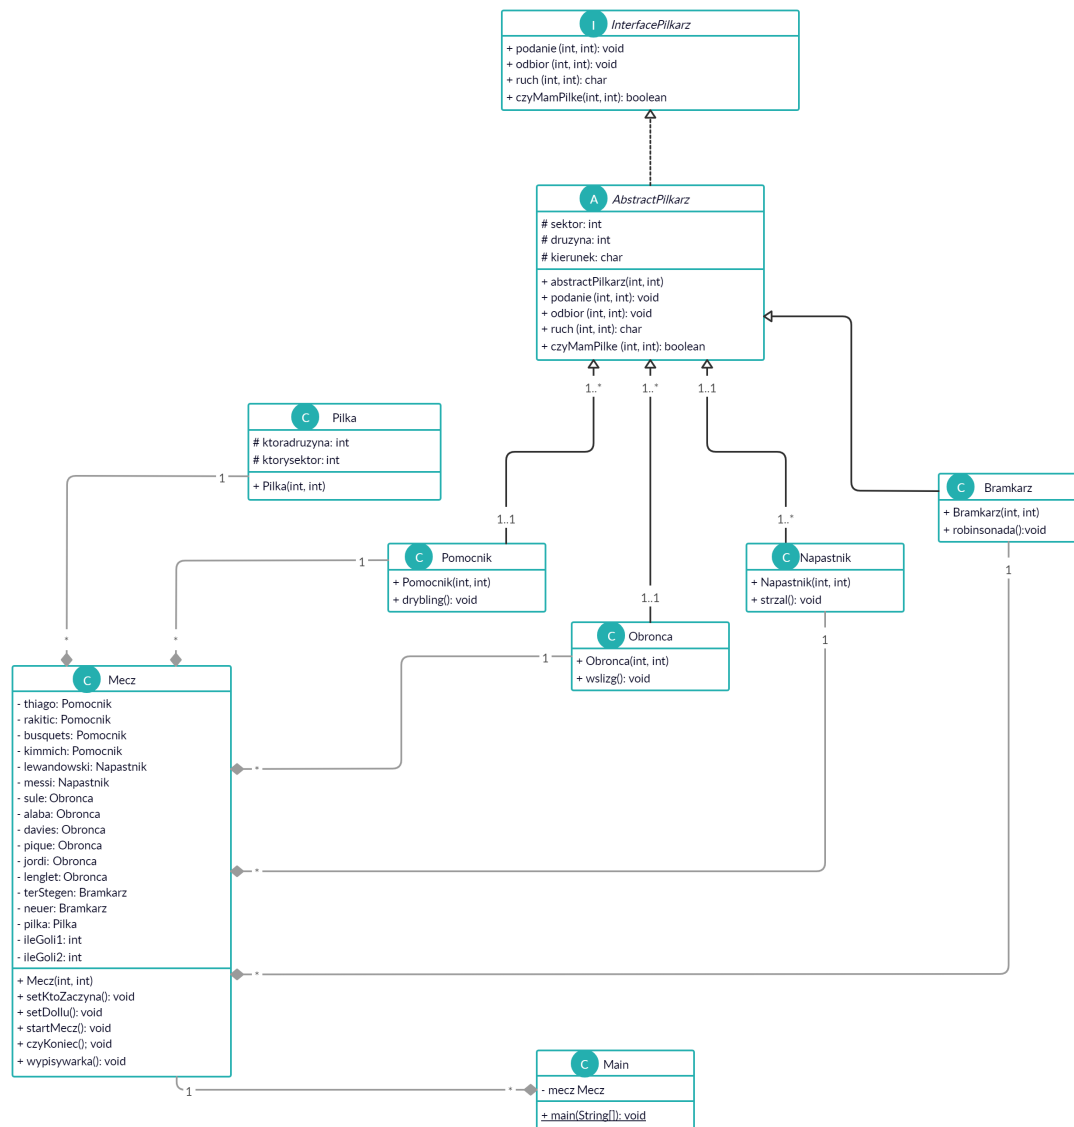 I InterfacePilkarz
+ podanie (int, int): void
+ odbior (int, int): void
+ ruch (int, int): char
+ czyMamPilke(int, int): boolean
A AbstractPilkarz
# sektor: int
# druzyna: int
# kierunek: char
+ abstractPilkarz(int, int)
+ podanie (int, int): void
+ odbior (int, int): void
+ ruch (int, int): char
+ czyMamPilke (int, int): boolean
1..* 1..* 1..1
C Pilka
# ktoradruzyna: int
# ktorysektor: int
+ Pilka(int, int)
1
C Bramkarz
+ Bramkarz(int, int)
+ robinsonada():void
1
1..1
1..*
C Pomocnik
+ Pomocnik(int, int)
+ drybling(): void
1
C Napastnik
+ Napastnik(int, int)
+ strzal(): void
1
1..1
C Obronca
+ Obronca(int, int)
+ wslizg(): void
1
* *
C Mecz
- thiago: Pomocnik
- rakitic: Pomocnik
- busquets: Pomocnik
- kimmich: Pomocnik
- lewandowski: Napastnik
- messi: Napastnik
- sule: Obronca
- alaba: Obronca
- davies: Obronca
- pique: Obronca
- jordi: Obronca
- lenglet: Obronca
- terStegen: Bramkarz
- neuer: Bramkarz
- pilka: Pilka
- ileGoli1: int
- ileGoli2: int
+ Mecz(int, int)
+ setKtoZaczyna(): void
+ setDollu(): void
+ startMecz(): void
+ czyKoniec(); void
+ wypisywarka(): void
*
*
*
1 *
C Main
- mecz Mecz
+ main(String[]): void